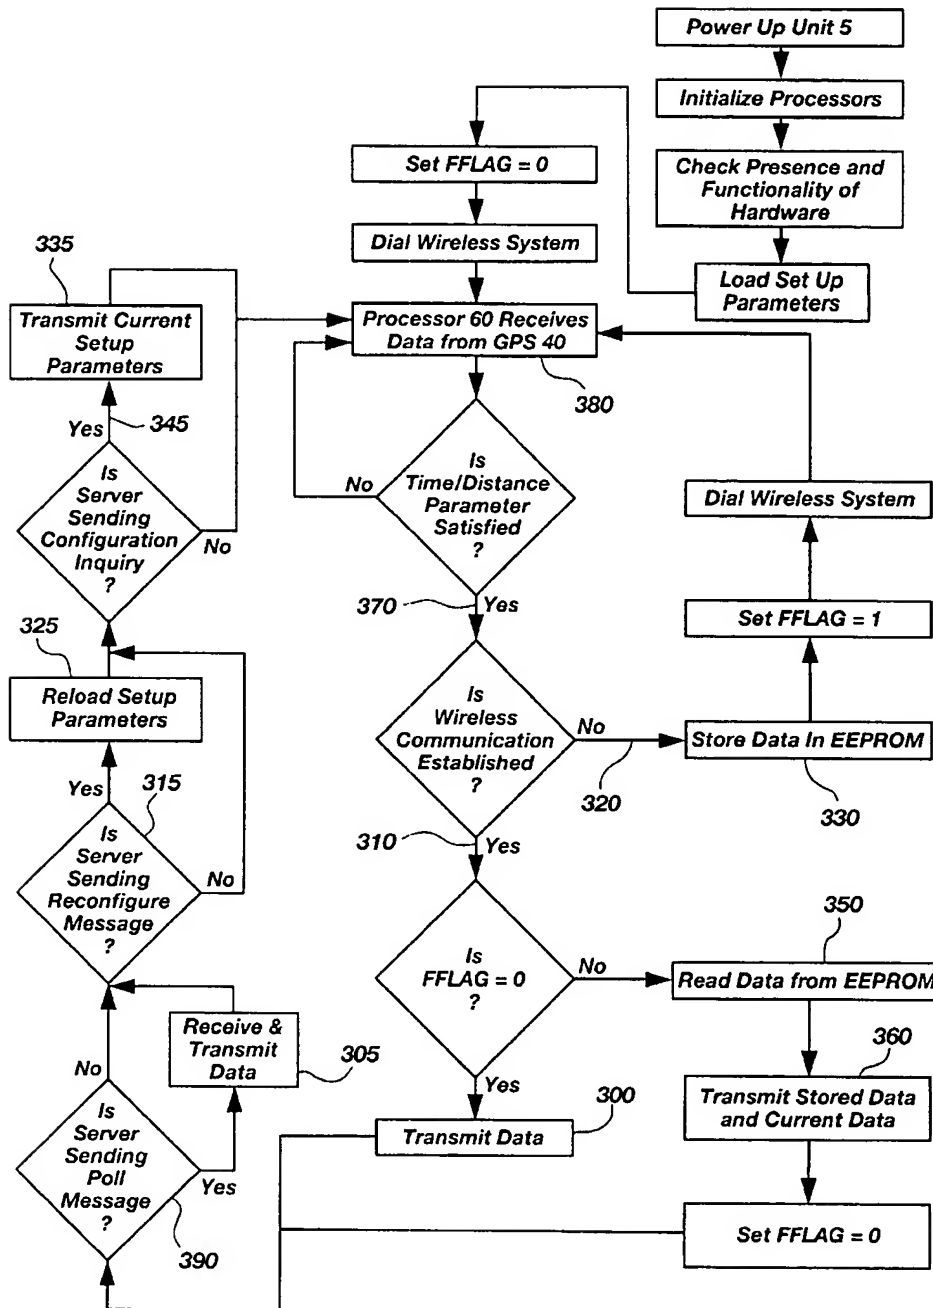 Power Up Unit 5
Initialize Processors
Check Presence and
Functionality of
Hardware
Load Set Up
Parameters
Set FFLAG = 0
Dial Wireless System
Processor 60 Receives
Data from GPS 40
380
335
Transmit Current
Setup
Parameters
345
Yes
Is
Server
Sending
Configuration
Inquiry
?
No
Is
Time/Distance
Parameter
Satisfied
?
No
370
Yes
Dial Wireless System
Set FFLAG = 1
325
Reload Setup
Parameters
Is
Wireless
Communication
Established
?
No
320
Store Data In EEPROM
330
Yes
315
Is
Server
Sending
Reconfigure
Message
?
No
310
Yes
Is
FFLAG = 0
?
No
350
Read Data from EEPROM
360
Transmit Stored Data
and Current Data
Set FFLAG = 0
Yes
300
Transmit Data
Receive &
Transmit
Data
305
No
Is
Server
Sending
Poll
Message
?
Yes
390